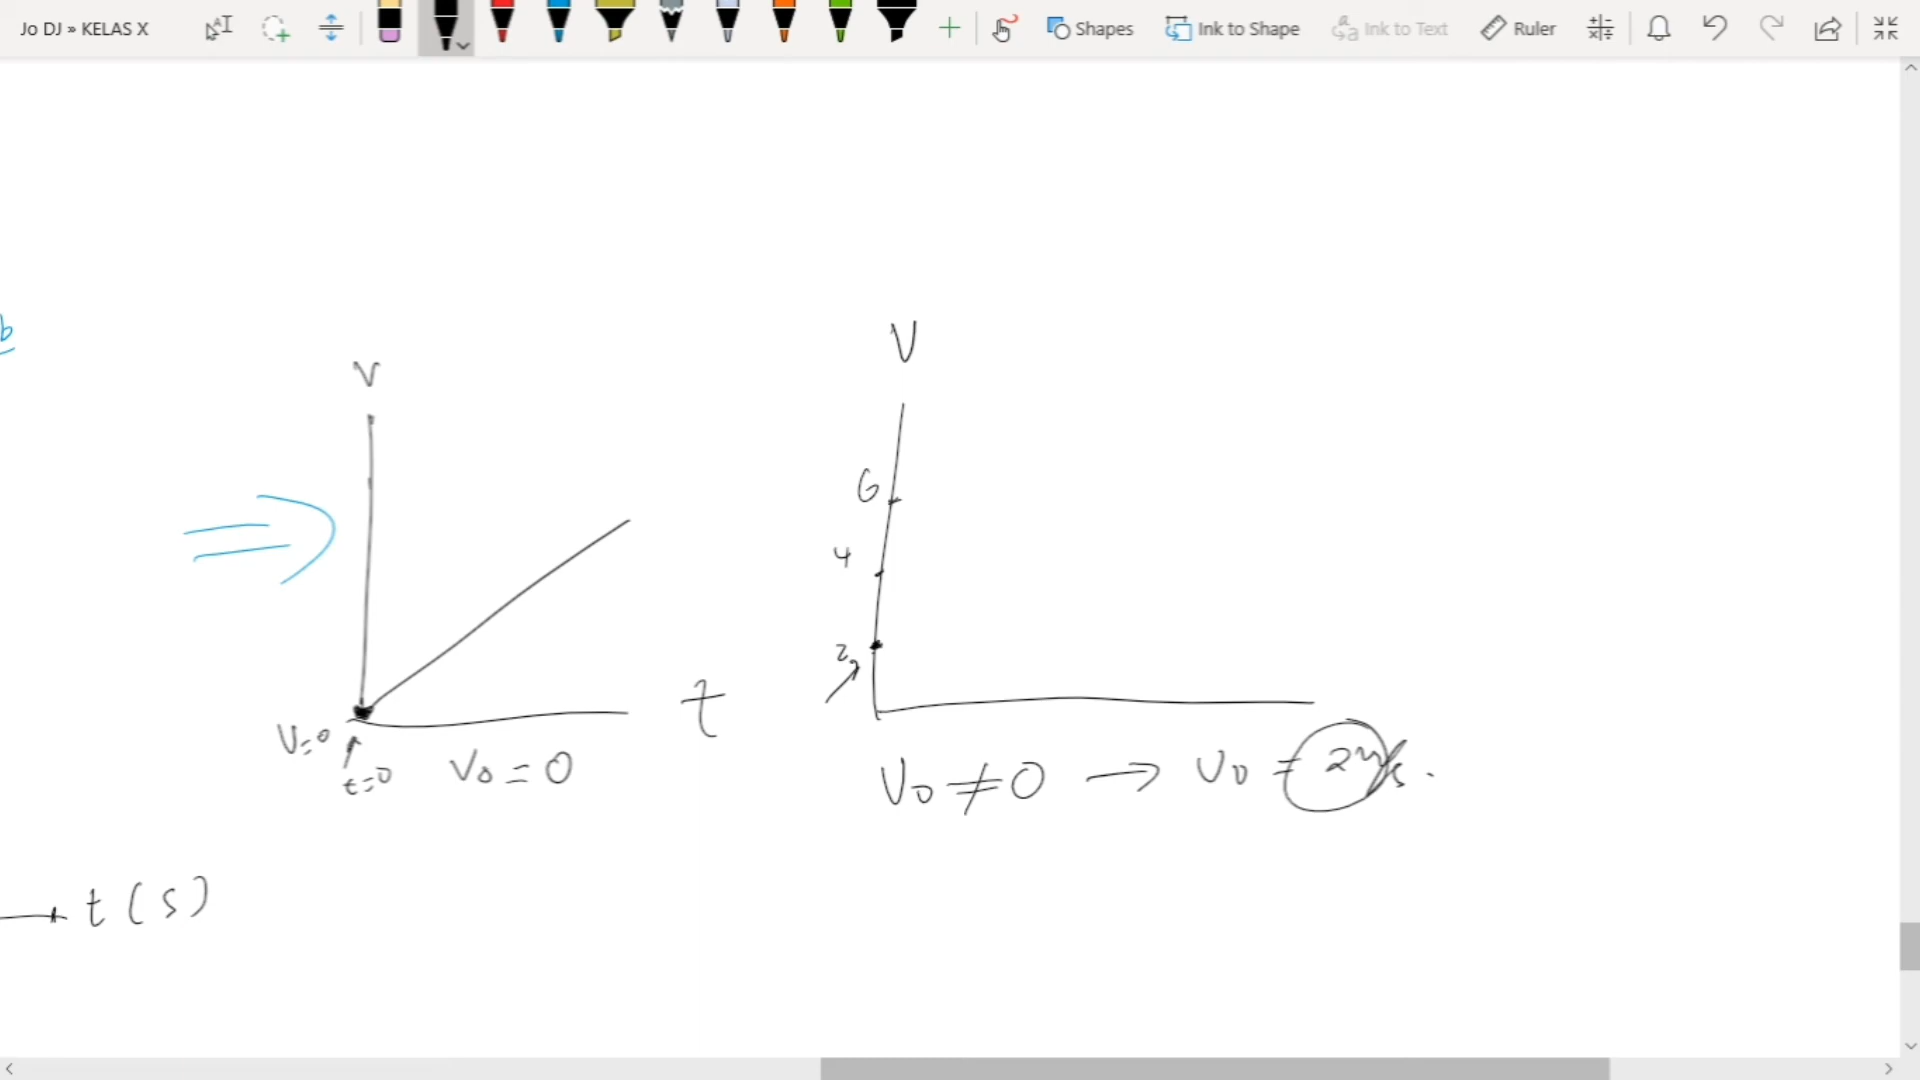 Jo DJ » KELAS X
Shapes
Ink to Shape
Ink to Text
Ruler
b
V
t
V=0
t=0
V₀ = 0
V
6
4
2
V₀ ≠ 0 → V₀ = 2 m/s.
t (s)